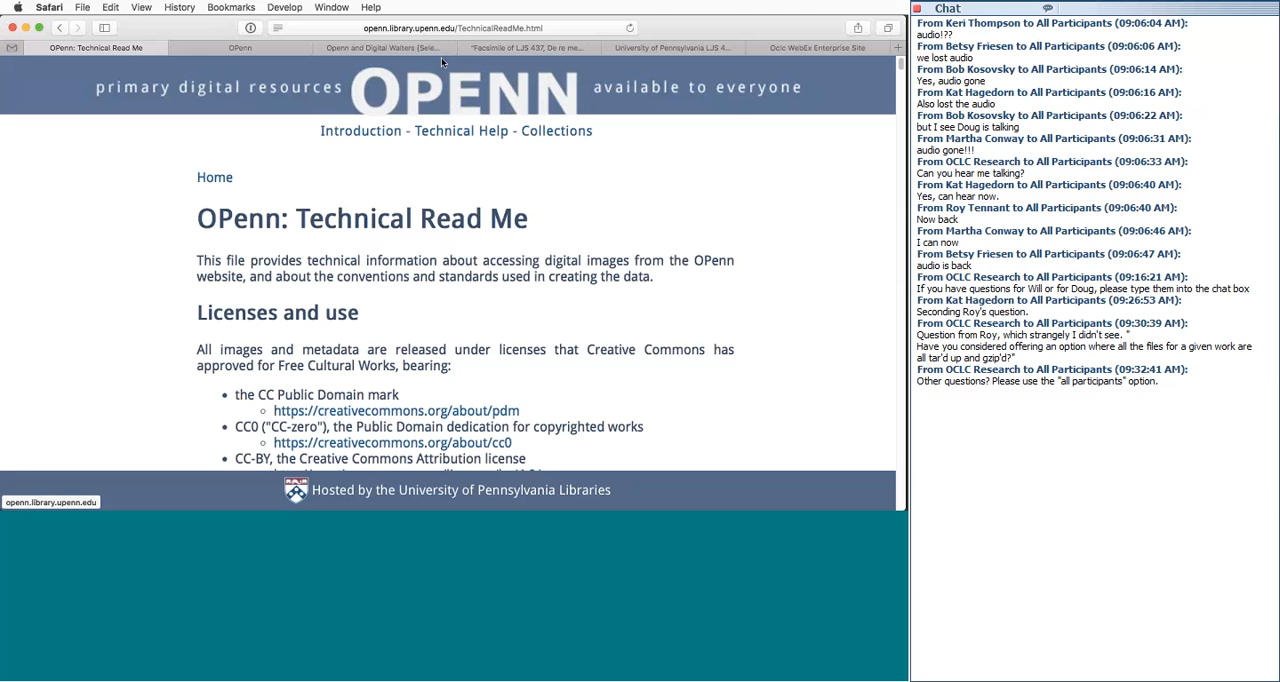 Safari File Edit View History Bookmarks Develop Window Help
openn.library.upenn.edu/TechnicalReadMe.html
OPenn: Technical Read Me
OPenn
Openn and Digital Walters (Sele...
"Facsimile of LJS 437, De re me...
University of Pennsylvania LJS 4...
Oclc WebEx Enterprise Site
primary digital resources OPENN available to everyone
Introduction - Technical Help - Collections
Home
OPenn: Technical Read Me
This file provides technical information about accessing digital images from the OPenn
website, and about the conventions and standards used in creating the data.
Licenses and use
All images and metadata are released under licenses that Creative Commons has
approved for Free Cultural Works, bearing:
the CC Public Domain mark
https://creativecommons.org/about/pdm
CC0 ("CC-zero"), the Public Domain dedication for copyrighted works
https://creativecommons.org/about/cc0
CC-BY, the Creative Commons Attribution license
Hosted by the University of Pennsylvania Libraries
openn.library.upenn.edu
Chat
From Keri Thompson to All Participants (09:06:04 AM):
audio!??
From Betsy Friesen to All Participants (09:06:06 AM):
we lost audio
From Bob Kosovsky to All Participants (09:06:14 AM):
Yes, audio gone
From Kat Hagedorn to All Participants (09:06:16 AM):
Also lost the audio
From Bob Kosovsky to All Participants (09:06:22 AM):
but I see Doug is talking
From Martha Conway to All Participants (09:06:31 AM):
audio gone!!!
From OCLC Research to All Participants (09:06:33 AM):
Can you hear me talking?
From Kat Hagedorn to All Participants (09:06:40 AM):
Yes, can hear now.
From Roy Tennant to All Participants (09:06:40 AM):
Now back
From Martha Conway to All Participants (09:06:46 AM):
I can now
From Betsy Friesen to All Participants (09:06:47 AM):
audio is back
From OCLC Research to All Participants (09:16:21 AM):
If you have questions for Will or for Doug, please type them into the chat box
From Kat Hagedorn to All Participants (09:26:53 AM):
Seconding Roy's question.
From OCLC Research to All Participants (09:30:39 AM):
Question from Roy, which strangely I didn't see. "
Have you considered offering an option where all the files for a given work are
all tar'd up and gzip'd?"
From OCLC Research to All Participants (09:32:41 AM):
Other questions? Please use the "all participants" option.